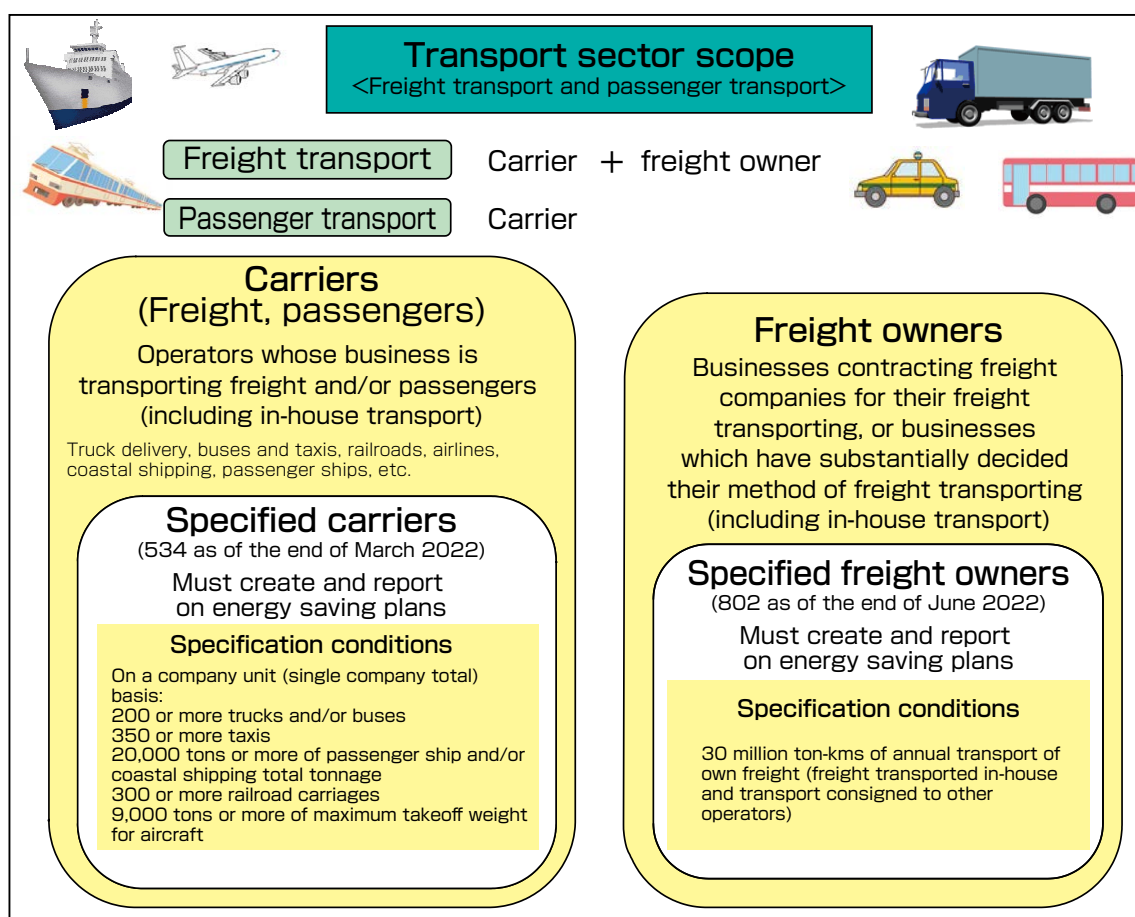 Transport sector scope
<Freight transport and passenger transport>
Freight transport Carrier + freight owner
Passenger transport Carrier
Carriers
(Freight, passengers)
Operators whose business is
transporting freight and/or passengers
(including in-house transport)
Truck delivery, buses and taxis, railroads, airlines,
coastal shipping, passenger ships, etc.
Specified carriers
(534 as of the end of March 2022)
Must create and report
on energy saving plans
Specification conditions
On a company unit (single company total)
basis:
200 or more trucks and/or buses
350 or more taxis
20,000 tons or more of passenger ship and/or
coastal shipping total tonnage
300 or more railroad carriages
9,000 tons or more of maximum takeoff weight
for aircraft
Freight owners
Businesses contracting freight
companies for their freight
transporting, or businesses
which have substantially decided
their method of freight transporting
(including in-house transport)
Specified freight owners
(802 as of the end of June 2022)
Must create and report
on energy saving plans
Specification conditions
30 million ton-kms of annual transport of
own freight (freight transported in-house
and transport consigned to other
operators)